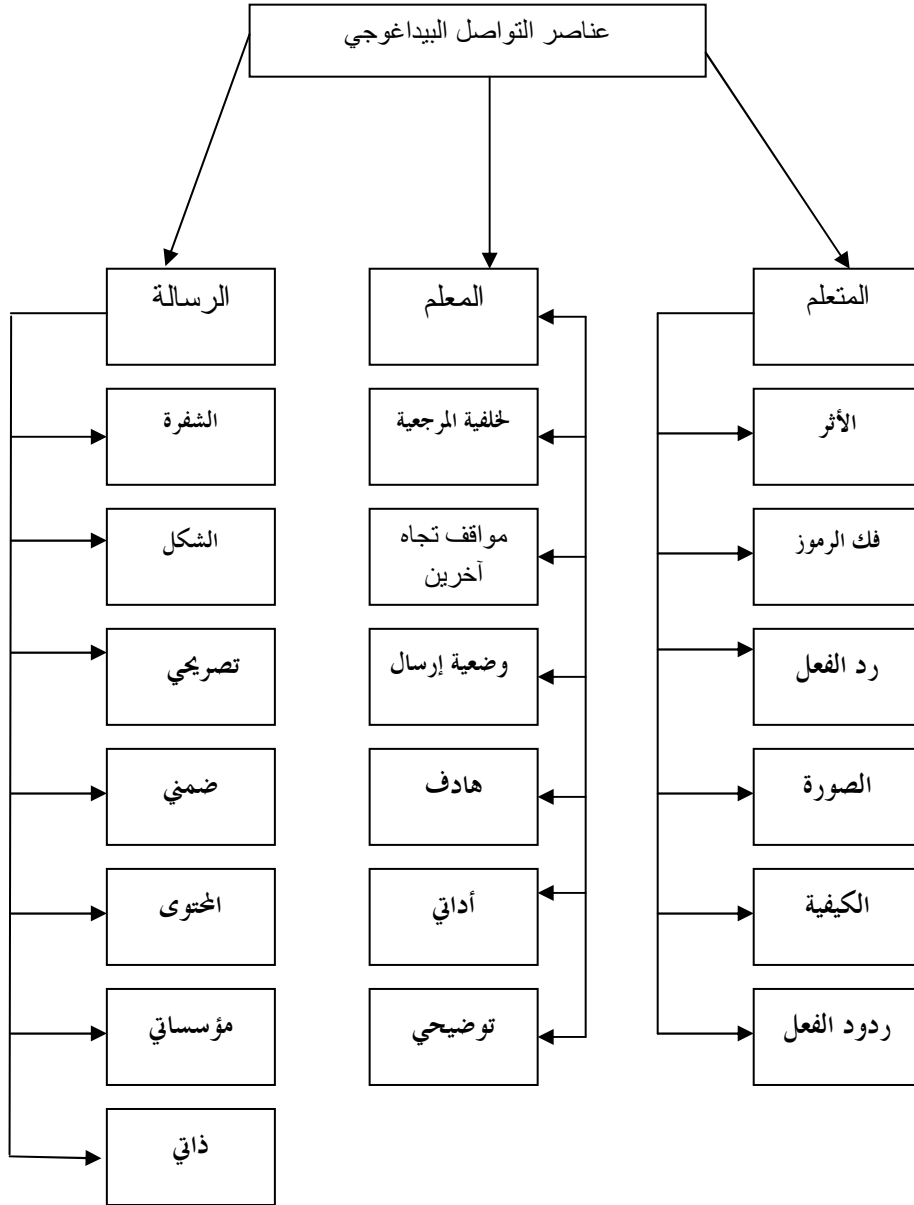 عناصر التواصل البيداغوجي
المتعلم
المعلم
الرسالة
الأثر
لخلفية المرجعية
الشفرة
فك الرموز
مواقف تجاه
آخرين
الشكل
رد الفعل
وضعية إرسال
تصريحي
الصورة
هادف
ضمني
الكيفية
أداتي
المحتوى
ردود الفعل
توضيحي
مؤسساتي
ذاتي